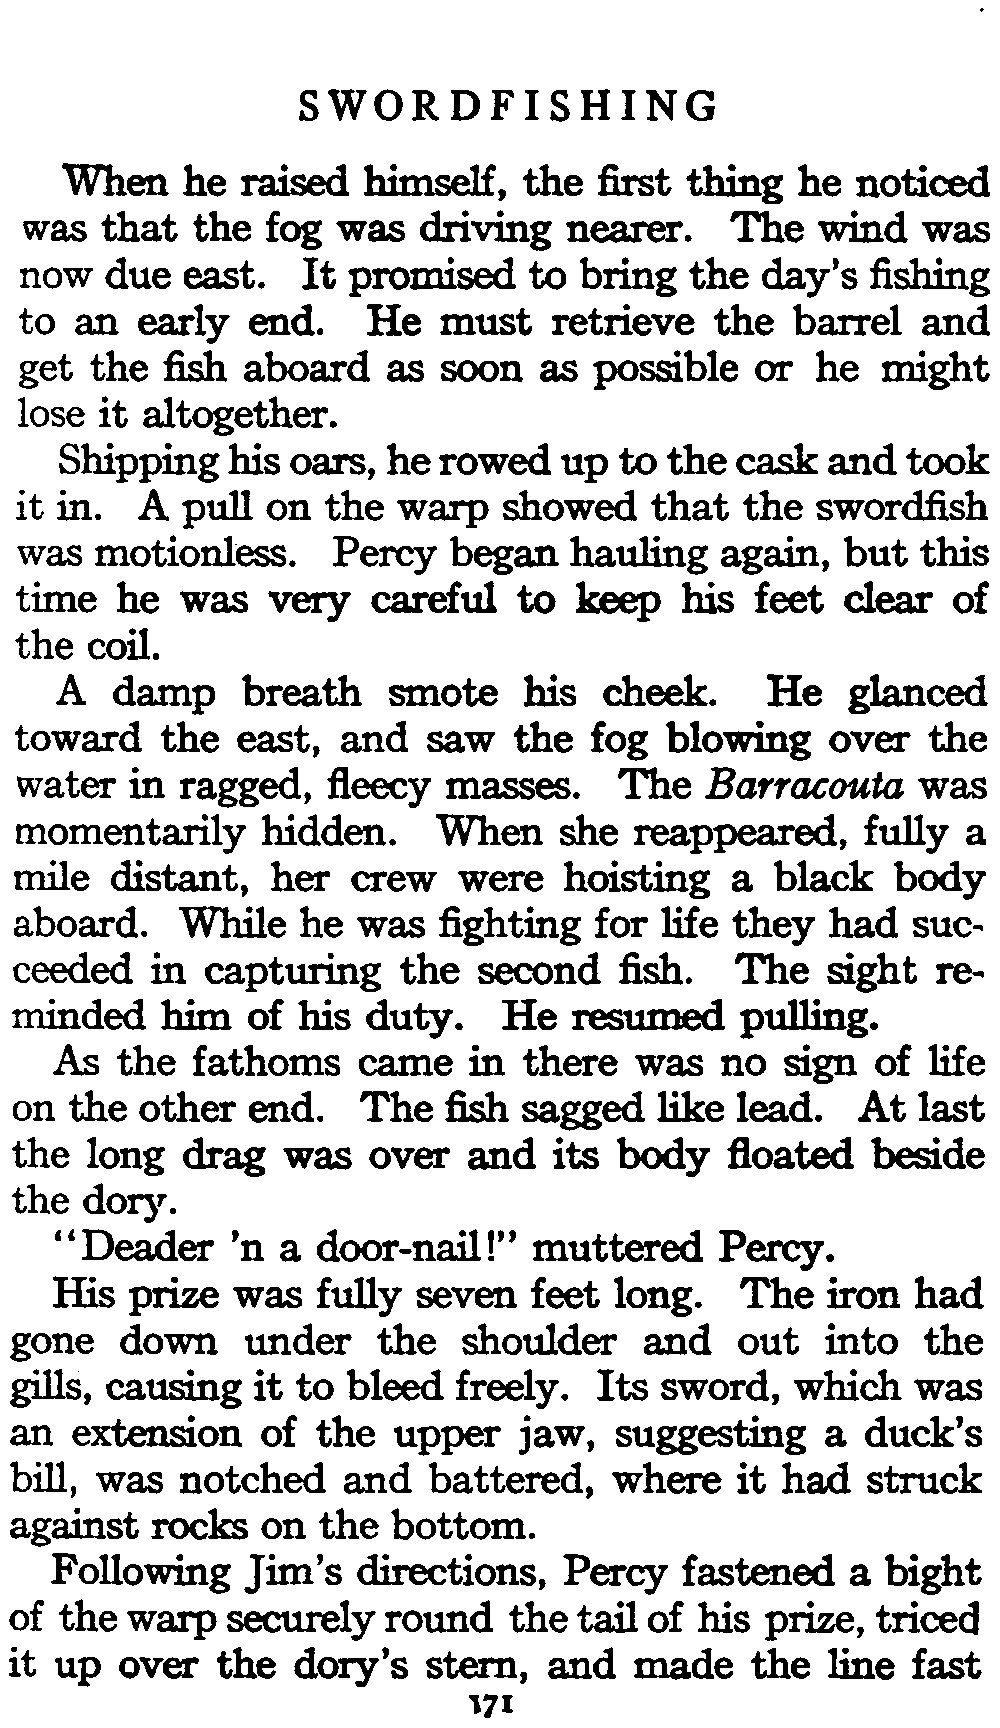 SWORDFISHING
When he raised himself, the first thing he noticed
was that the fog was driving nearer. The wind was
now due east. It promised to bring the day's fishing
to an early end. He must retrieve the barrel and
get the fish aboard as soon as possible or he might
lose it altogether.
Shipping his oars, he rowed up to the cask and took
it in. A pull on the warp showed that the swordfish
was motionless. Percy began hauling again, but this
time he was very careful to keep his feet clear of
the coil.
A damp breath smote his cheek. He glanced
toward the east, and saw the fog blowing over the
water in ragged, fleecy masses. The Barracouta was
momentarily hidden. When she reappeared, fully a
mile distant, her crew were hoisting a black body
aboard. While he was fighting for life they had suc-
ceeded in capturing the second fish. The sight re-
minded him of his duty. He resumed pulling.
As the fathoms came in there was no sign of life
on the other end. The fish sagged like lead. At last
the long drag was over and its body floated beside
the dory.
"Deader 'n a door-nail!" muttered Percy.
His prize was fully seven feet long. The iron had
gone down under the shoulder and out into the
gills, causing it to bleed freely. Its sword, which was
an extension of the upper jaw, suggesting a duck's
bill, was notched and battered, where it had struck
against rocks on the bottom.
Following Jim's directions, Percy fastened a bight
of the warp securely round the tail of his prize, triced
it up over the dory's stern, and made the line fast
171